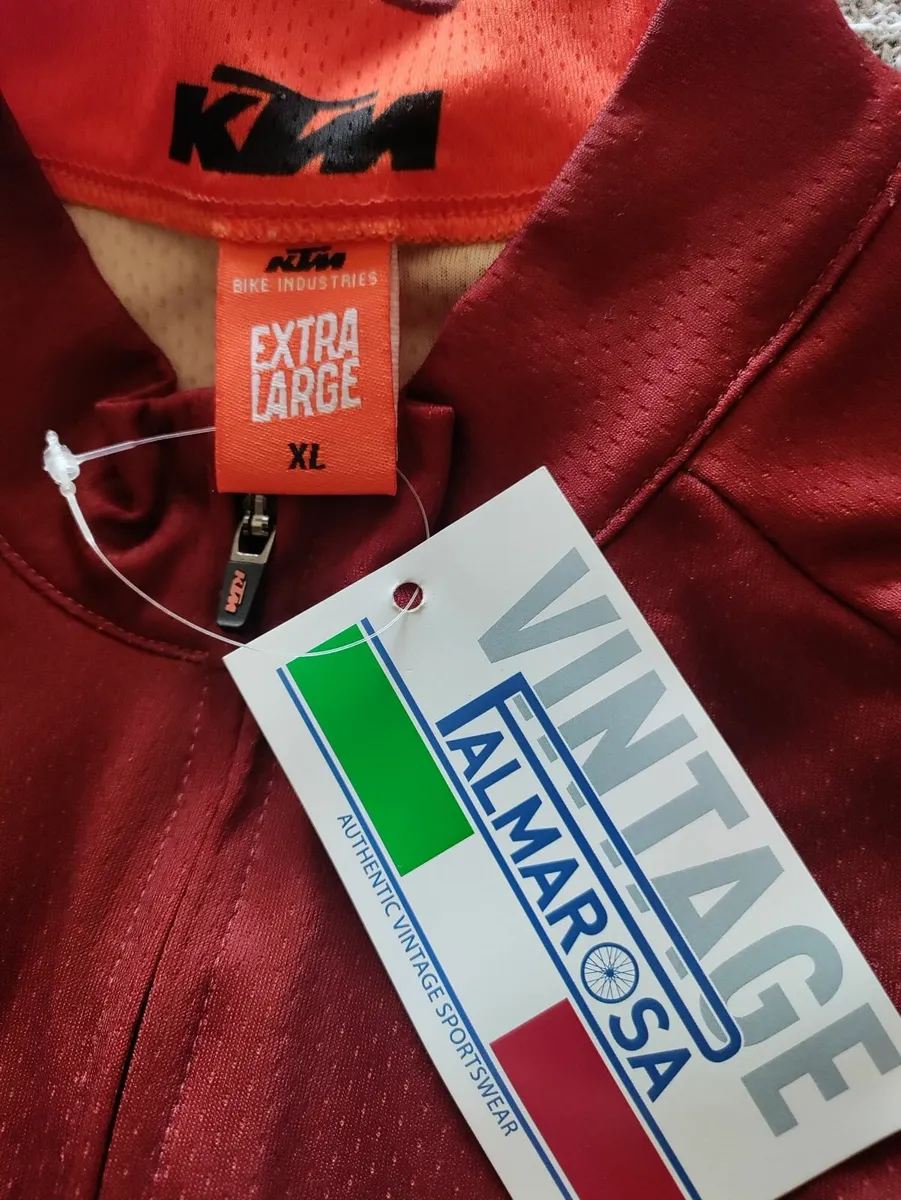 KTM
KTM
BIKE INDUSTRIES
EXTRA
LARGE
XL
KTM
VINTAGE
PALMAROSA
AUTHENTIC VINTAGE SPORTSWEAR